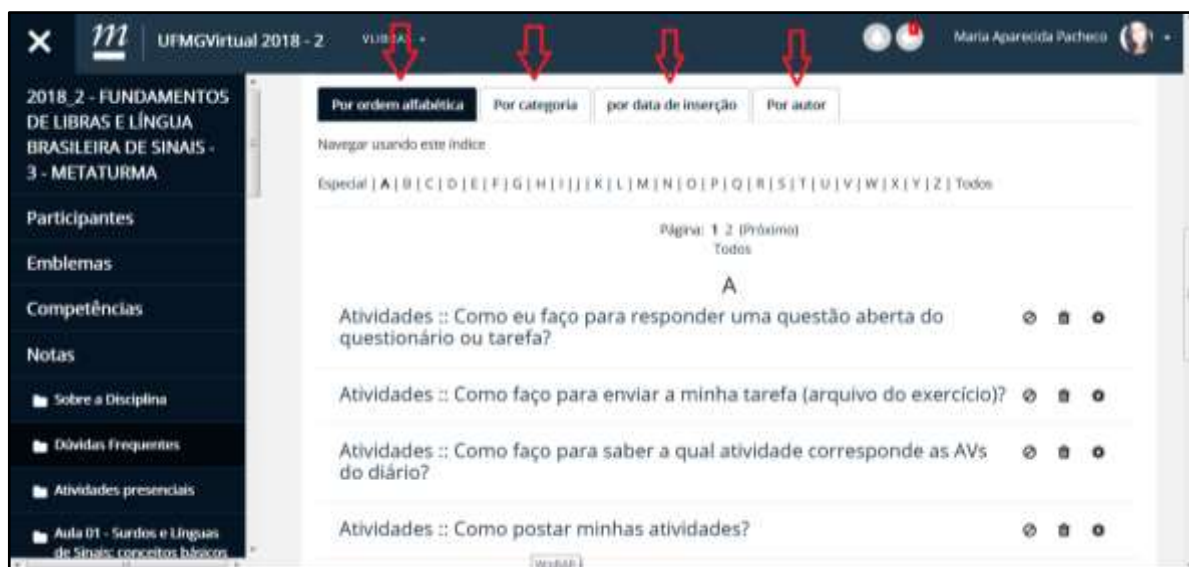 UFMGVirtual 2018 - 2
Maria Aparecida Pacheco
2018_2 - FUNDAMENTOS
DE LIBRAS E LÍNGUA
BRASILEIRA DE SINAIS -
3 - METATURMA
Participantes
Emblemas
Competências
Notas
Sobre a Disciplina
Dúvidas Frequentes
Atividades presenciais
Aula 01 - Surdos e Línguas
de Sinais: conceitos básicos
Por ordem alfabética
Por categoria
por data de inserção
Por autor
Navegar usando este índice
Especial | A | B | C | D | E | F | G | H | I | J | K | L | M | N | O | P | Q | R | S | T | U | V | W | X | Y | Z | Todos
Página: 1 2 (Próximo)
Todos
A
Atividades :: Como eu faço para responder uma questão aberta do
questionário ou tarefa?
Atividades :: Como faço para enviar a minha tarefa (arquivo do exercício)?
Atividades :: Como faço para saber a qual atividade corresponde as AVs
do diário?
Atividades :: Como postar minhas atividades?